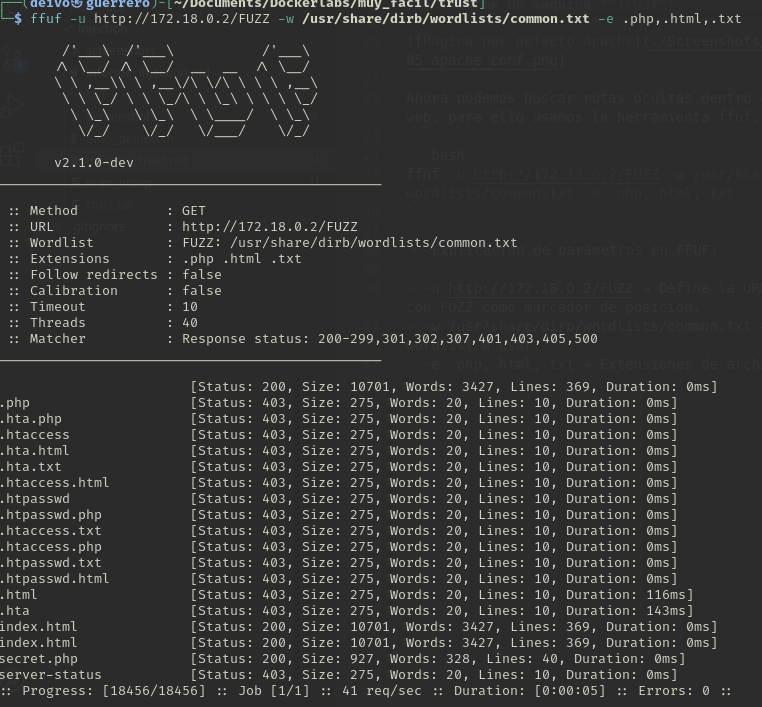 ┌──(deivo㉿guerrero)-[~/Documents/Dockerlabs/muy_facil/trust]
└─$ ffuf -u http://172.18.0.2/FUZZ -w /usr/share/dirb/wordlists/common.txt -e .php,.html,.txt
v2.1.0-dev
:: Method : GET
:: URL : http://172.18.0.2/FUZZ
:: Wordlist : FUZZ: /usr/share/dirb/wordlists/common.txt
:: Extensions : .php .html .txt
:: Follow redirects : false
:: Calibration : false
:: Timeout : 10
:: Threads : 40
:: Matcher : Response status: 200-299,301,302,307,401,403,405,500
[Status: 200, Size: 10701, Words: 3427, Lines: 369, Duration: 0ms]
.php [Status: 403, Size: 275, Words: 20, Lines: 10, Duration: 0ms]
.hta.php [Status: 403, Size: 275, Words: 20, Lines: 10, Duration: 0ms]
.htaccess [Status: 403, Size: 275, Words: 20, Lines: 10, Duration: 0ms]
.hta.html [Status: 403, Size: 275, Words: 20, Lines: 10, Duration: 0ms]
.hta.txt [Status: 403, Size: 275, Words: 20, Lines: 10, Duration: 0ms]
.htaccess.html [Status: 403, Size: 275, Words: 20, Lines: 10, Duration: 0ms]
.htpasswd [Status: 403, Size: 275, Words: 20, Lines: 10, Duration: 0ms]
.htpasswd.php [Status: 403, Size: 275, Words: 20, Lines: 10, Duration: 0ms]
.htaccess.txt [Status: 403, Size: 275, Words: 20, Lines: 10, Duration: 0ms]
.htaccess.php [Status: 403, Size: 275, Words: 20, Lines: 10, Duration: 0ms]
.htpasswd.txt [Status: 403, Size: 275, Words: 20, Lines: 10, Duration: 0ms]
.htpasswd.html [Status: 403, Size: 275, Words: 20, Lines: 10, Duration: 0ms]
.html [Status: 403, Size: 275, Words: 20, Lines: 10, Duration: 116ms]
.hta [Status: 403, Size: 275, Words: 20, Lines: 10, Duration: 143ms]
index.html [Status: 200, Size: 10701, Words: 3427, Lines: 369, Duration: 0ms]
index.html [Status: 200, Size: 10701, Words: 3427, Lines: 369, Duration: 0ms]
secret.php [Status: 200, Size: 927, Words: 328, Lines: 40, Duration: 0ms]
server-status [Status: 403, Size: 275, Words: 20, Lines: 10, Duration: 0ms]
:: Progress: [18456/18456] :: Job [1/1] :: 41 req/sec :: Duration: [0:00:05] :: Errors: 0 ::